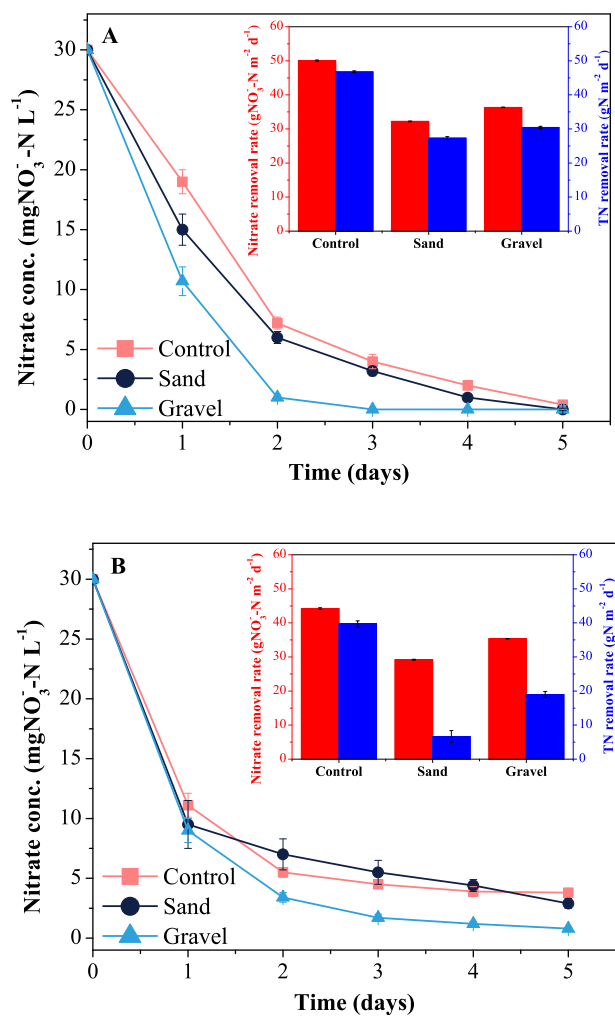 A
Nitrate conc. (mgNO₃⁻-N L⁻¹)
30
25
20
15
10
5
0
0 1 2 3 4 5
Time (days)
Control
Sand
Gravel
Nitrate removal rate (gNO₃⁻-N m⁻² d⁻¹)
60
50
40
30
20
10
0
Control Sand Gravel
60
50
40
30
20
10
0
TN removal rate (gN m⁻² d⁻¹)
B
Nitrate conc. (mgNO₃⁻-N L⁻¹)
30
25
20
15
10
5
0
0 1 2 3 4 5
Time (days)
Control
Sand
Gravel
Nitrate removal rate (gNO₃⁻-N m⁻² d⁻¹)
60
50
40
30
20
10
0
Control Sand Gravel
60
50
40
30
20
10
0
TN removal rate (gN m⁻² d⁻¹)